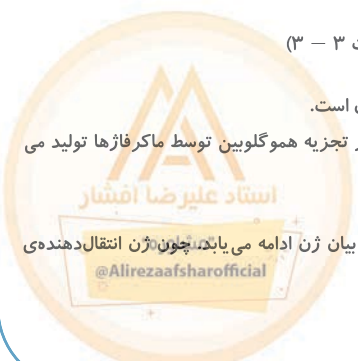 ۳ – ۳)
است.
تجزیه هموگلوبین توسط ماکرفاژها تولید می
استاد علیرضا افشار
بیان ژن ادامه می‌یابد. چون ژن انتقال‌دهنده‌ی
@Alirezaafsharofficial